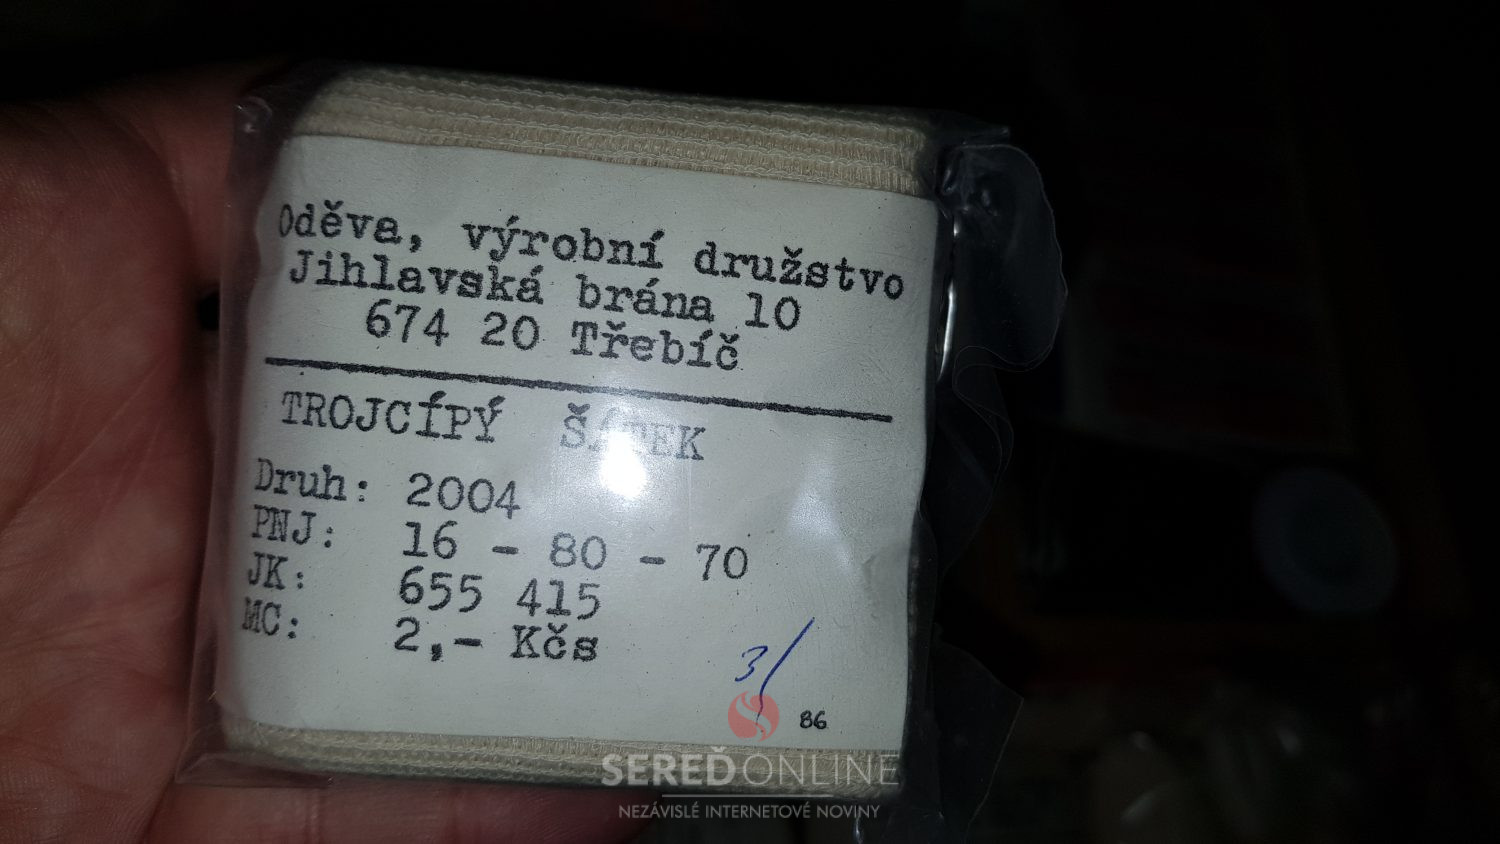 Oděva, výrobní družstvo
Jihlavská brána 10
674 20 Třebíč
TROJCÍPÝ ŠÁTEK
Druh: 2004
PNJ: 16 - 80 - 70
JK: 655 415
MC: 2,- Kčs
3/
86
SEREĎONLINE
NEZÁVISLÉ INTERNETOVÉ NOVINY